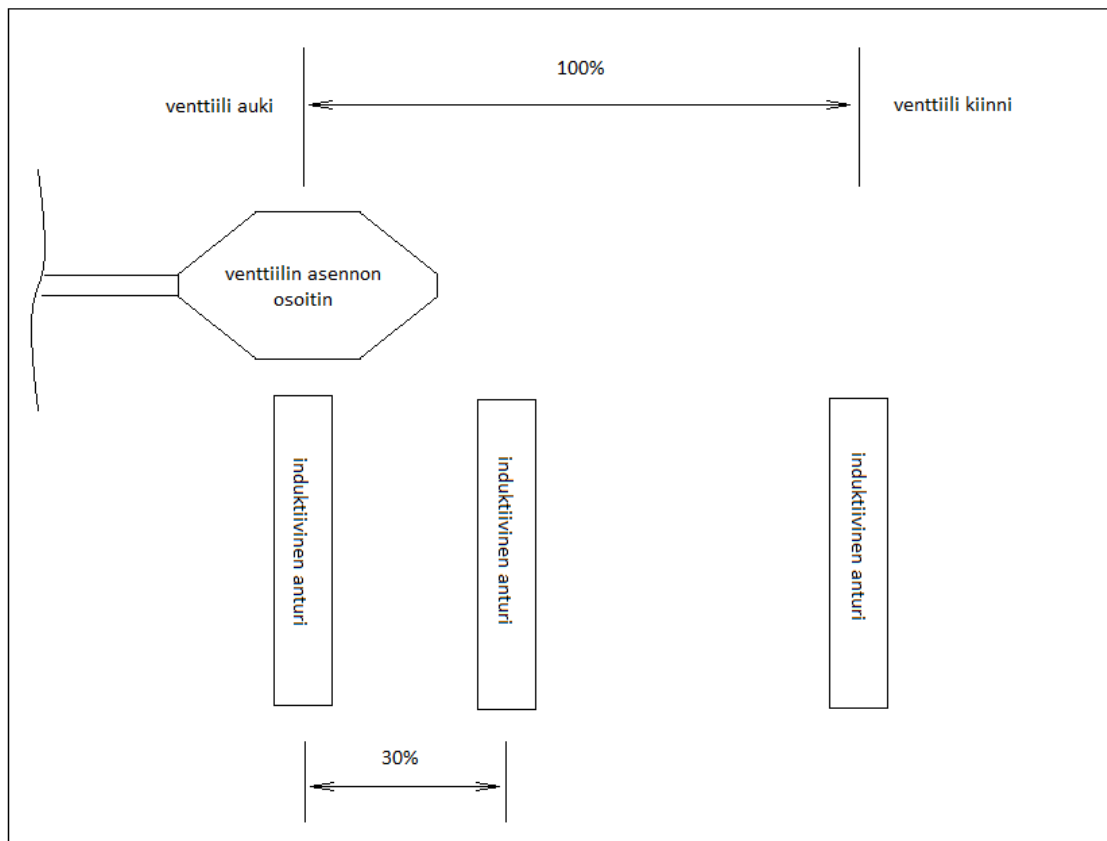 100%
venttiili auki
venttiili kiinni
venttiilin asennon
osoitin
induktiivinen anturi
induktiivinen anturi
induktiivinen anturi
30%